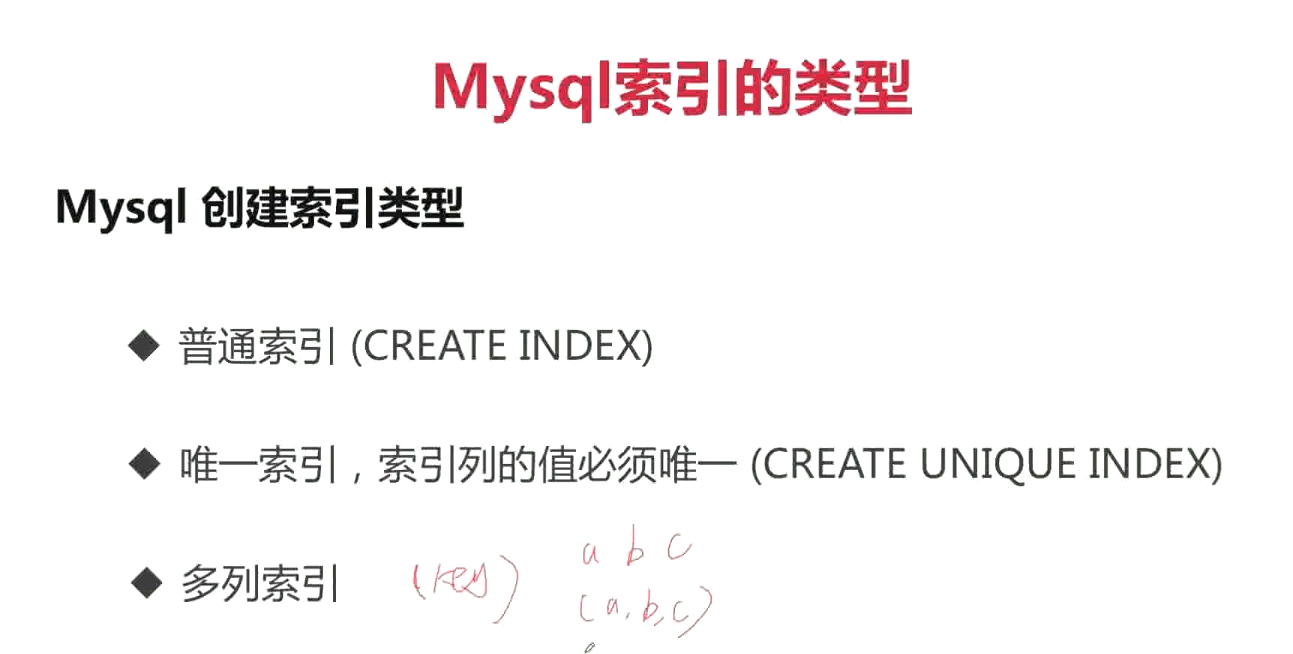 Mysql索引的类型
Mysql 创建索引类型
◆ 普通索引 (CREATE INDEX)
◆ 唯一索引，索引列的值必须唯一 (CREATE UNIQUE INDEX)
a b c
◆ 多列索引 (key)
(a,b,c)